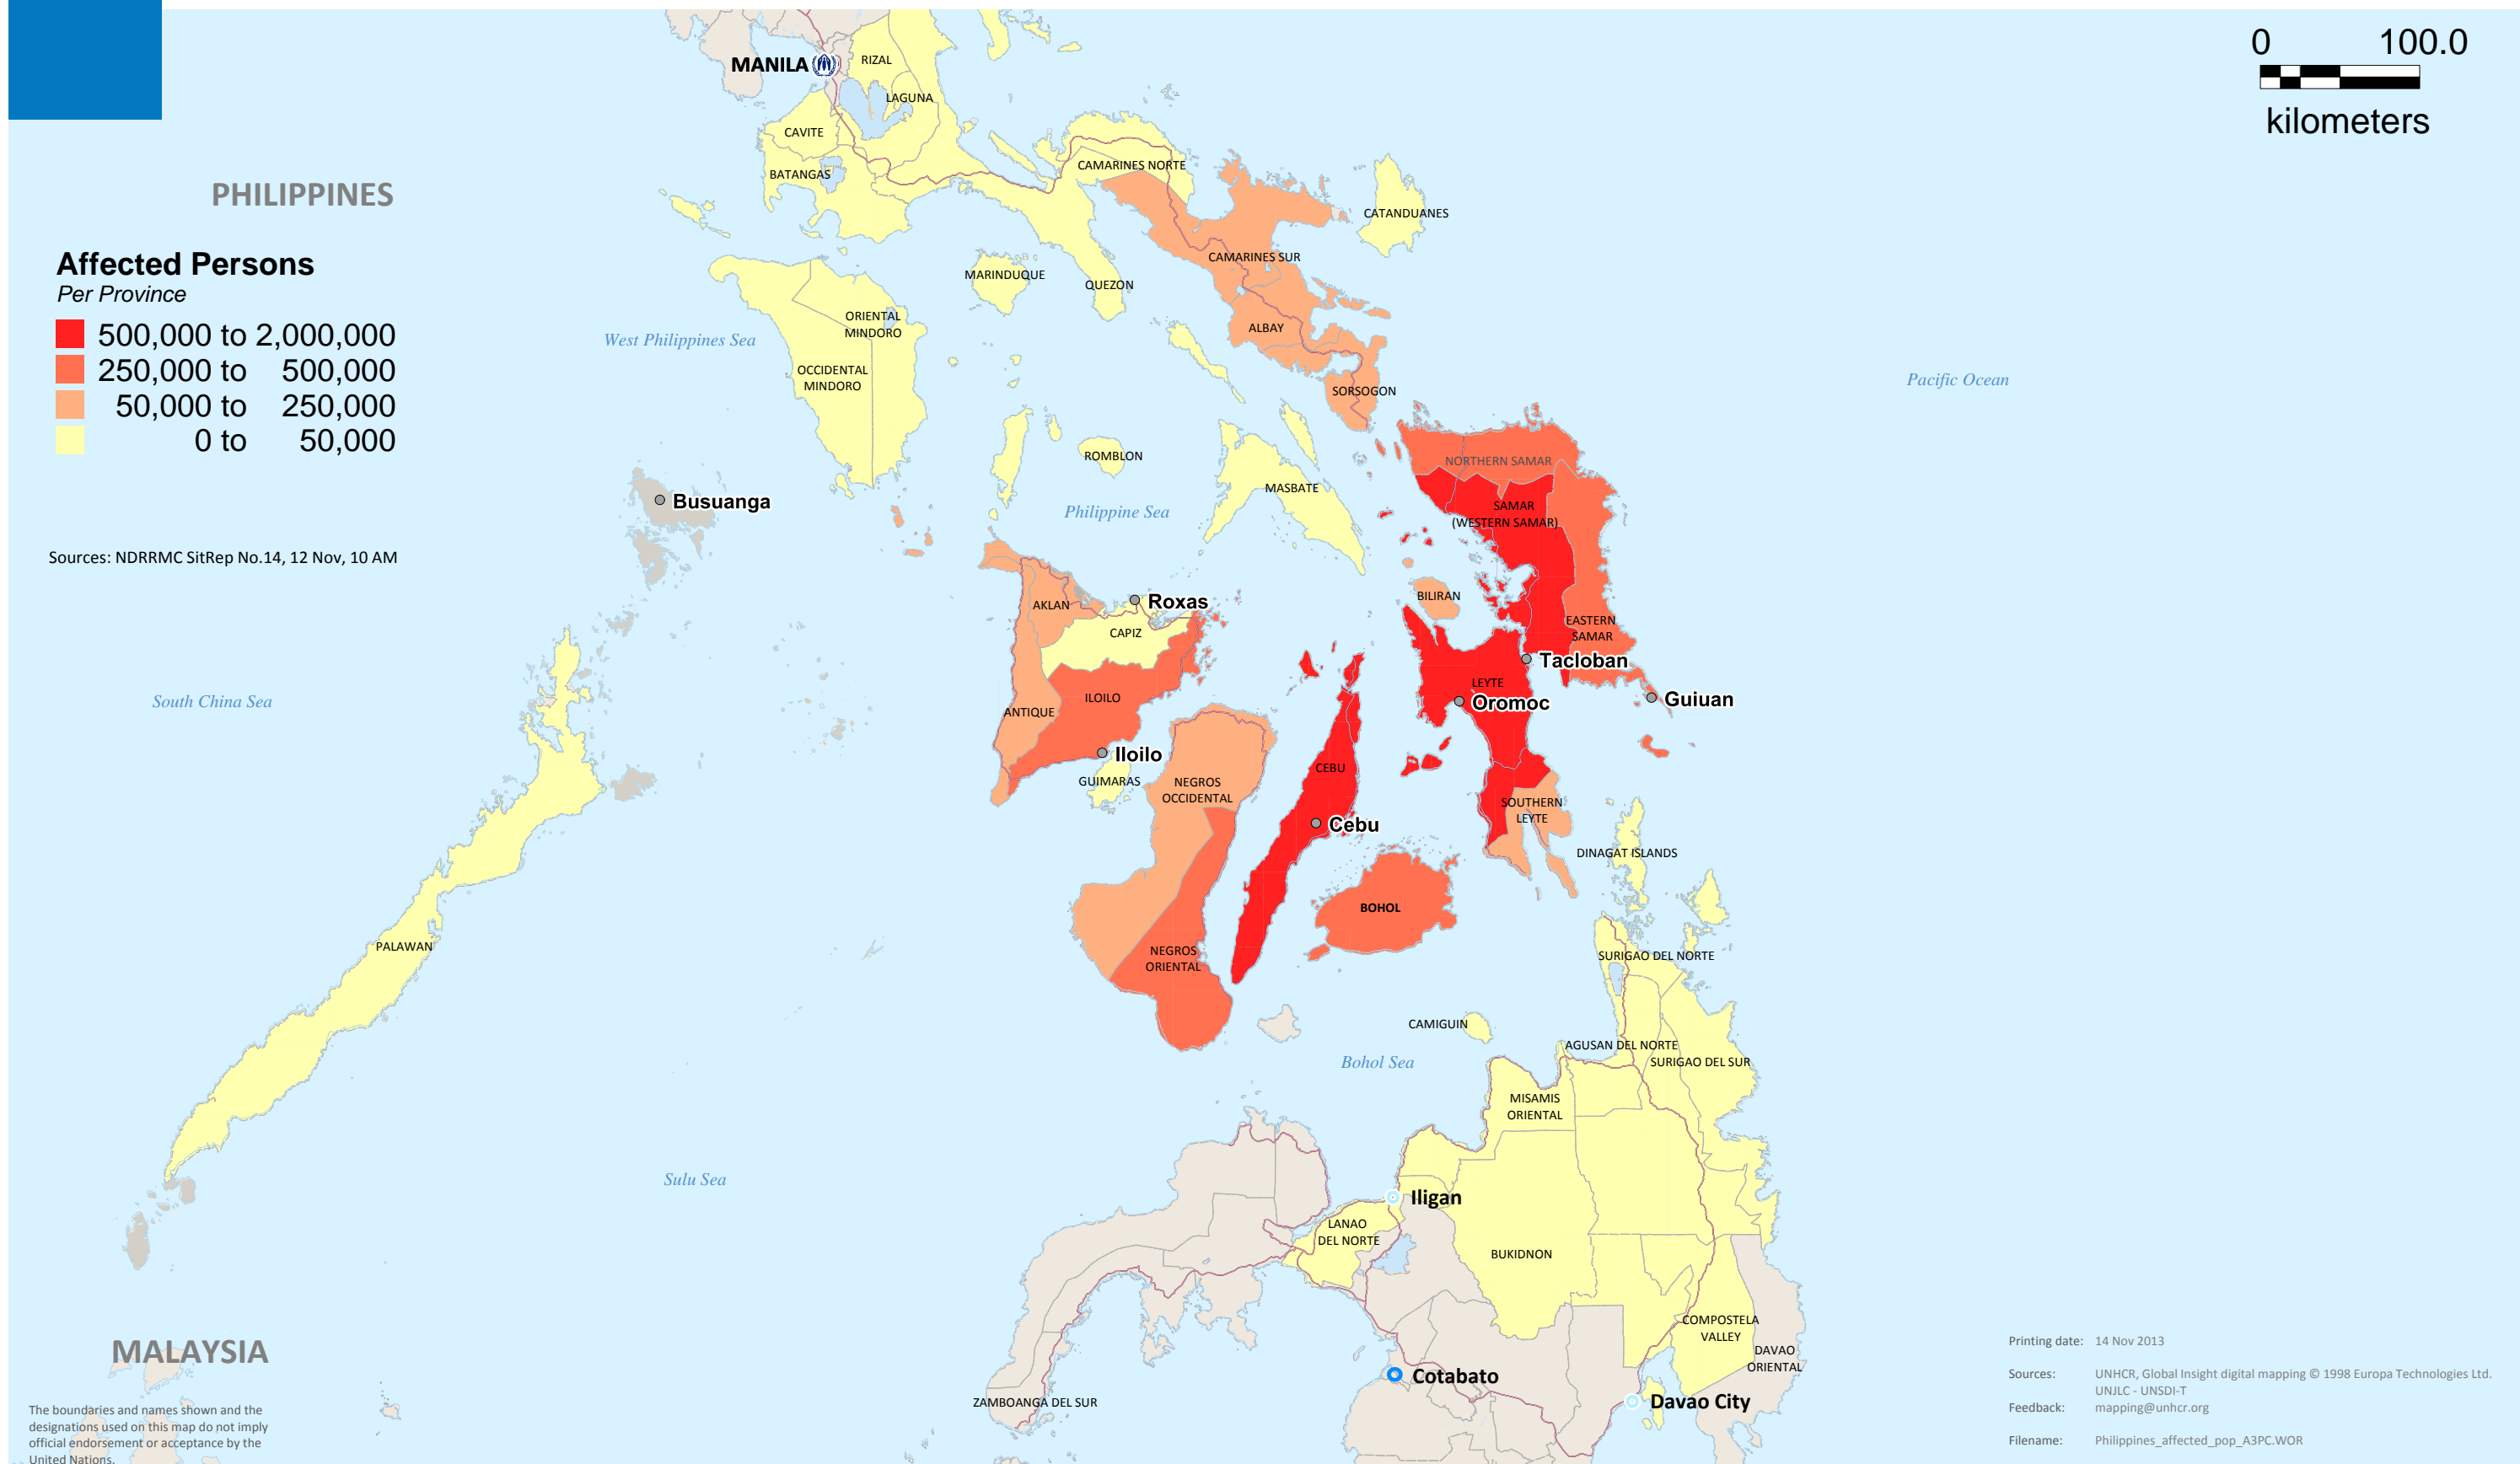 0 100.0
kilometers
MANILA
RIZAL
LAGUNA
CAVITE
BATANGAS
CAMARINES NORTE
CATANDUANES
CAMARINES SUR
MARINDUQUE
QUEZON
PHILIPPINES
Affected Persons
Per Province
500,000 to 2,000,000
250,000 to 500,000
50,000 to 250,000
0 to 50,000
Sources: NDRRMC SitRep No.14, 12 Nov, 10 AM
West Philippines Sea
ORIENTAL
MINDORO
OCCIDENTAL
MINDORO
ALBAY
SORSOGON
Pacific Ocean
ROMBLON
MASBATE
NORTHERN SAMAR
SAMAR
(WESTERN SAMAR)
Busuanga
Philippine Sea
AKLAN
Roxas
CAPIZ
BILIRAN
EASTERN
SAMAR
Tacloban
LEYTE
Oromoc
Guiuan
South China Sea
ILOILO
ANTIQUE
Iloilo
GUIMARAS
NEGROS
OCCIDENTAL
CEBU
Cebu
SOUTHERN
LEYTE
DINAGAT ISLANDS
BOHOL
PALAWAN
NEGROS
ORIENTAL
SURIGAO DEL NORTE
CAMIGUIN
AGUSAN DEL NORTE
SURIGAO DEL SUR
Bohol Sea
MISAMIS
ORIENTAL
Sulu Sea
Iligan
LANAO
DEL NORTE
BUKIDNON
COMPOSTELA
VALLEY
DAVAO
ORIENTAL
MALAYSIA
Cotabato
Davao City
ZAMBOANGA DEL SUR
The boundaries and names shown and the
designations used on this map do not imply
official endorsement or acceptance by the
United Nations.
Printing date: 14 Nov 2013
Sources: UNHCR, Global Insight digital mapping © 1998 Europa Technologies Ltd.
UNJLC - UNSDI-T
Feedback: mapping@unhcr.org
Filename: Philippines_affected_pop_A3PC.WOR